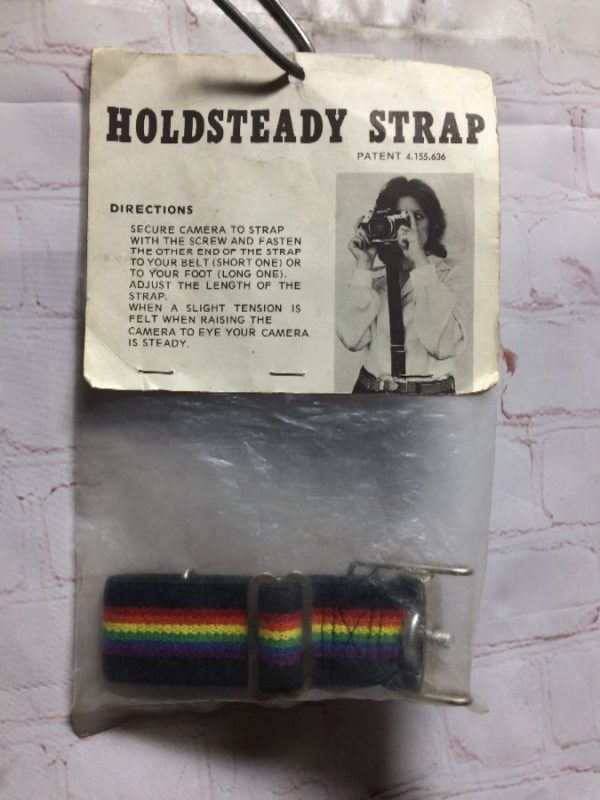 HOLDSTEADY STRAP
PATENT 4,155,636
DIRECTIONS
SECURE CAMERA TO STRAP
WITH THE SCREW AND FASTEN
THE OTHER END OF THE STRAP
TO YOUR BELT (SHORT ONE) OR
TO YOUR FOOT (LONG ONE).
ADJUST THE LENGTH OF THE
STRAP.
WHEN A SLIGHT TENSION IS
FELT WHEN RAISING THE
CAMERA TO EYE YOUR CAMERA
IS STEADY.